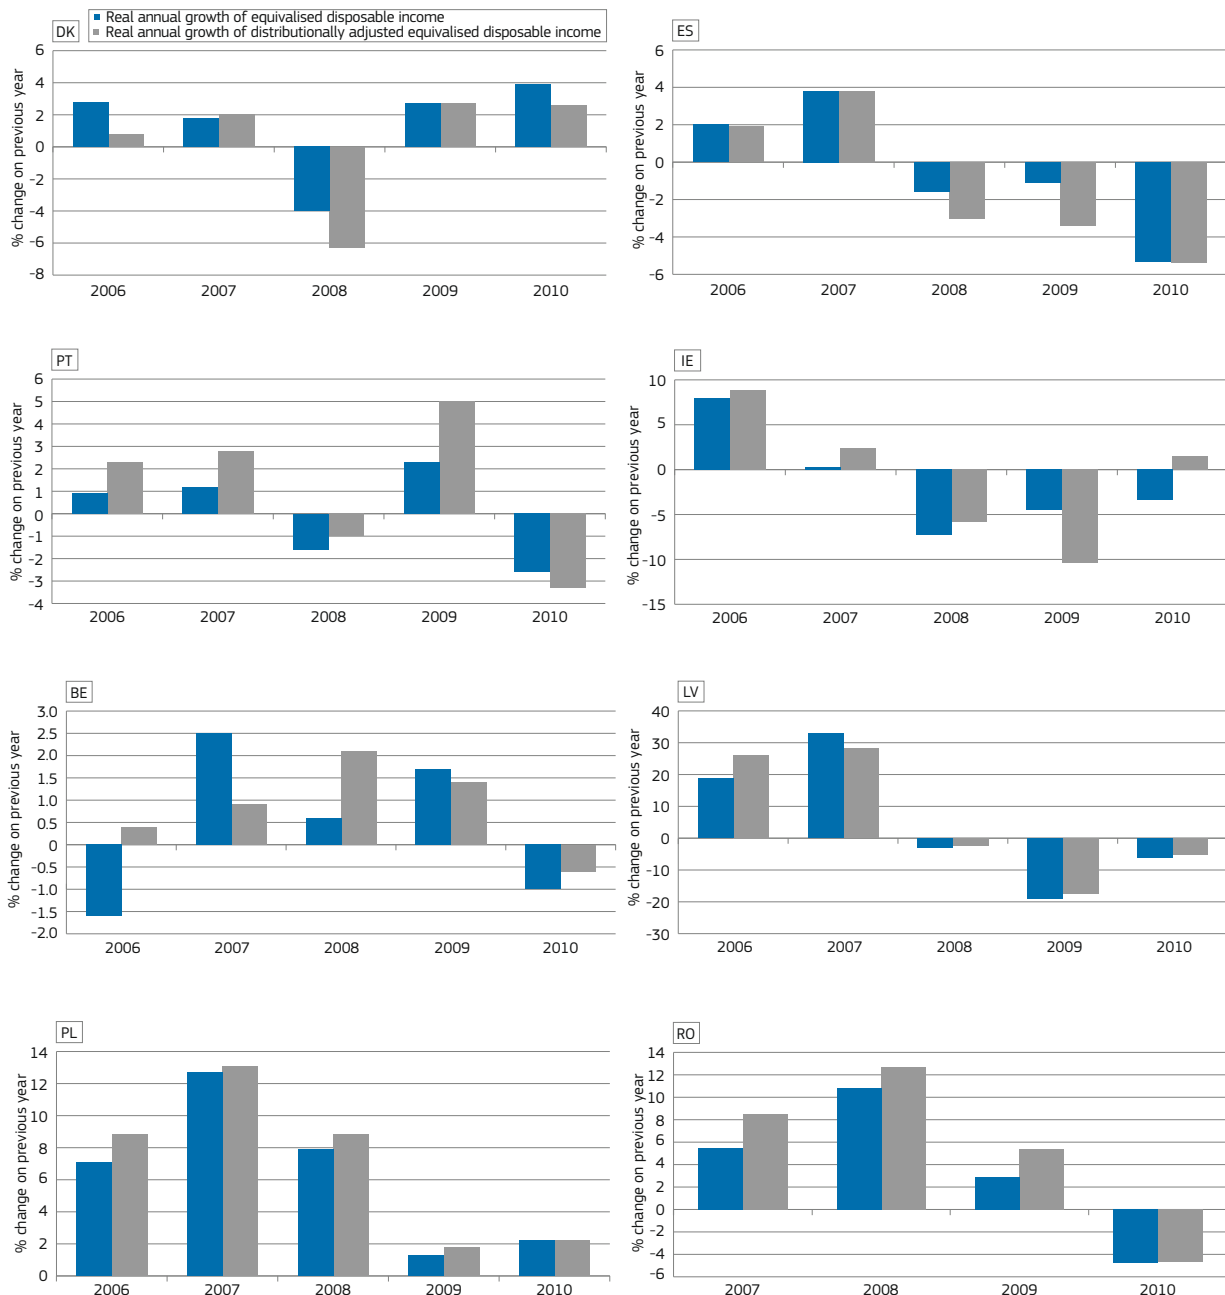 DK
Real annual growth of equivalised disposable income
Real annual growth of distributionally adjusted equivalised disposable income
% change on previous year
6
4
2
0
-2
-4
-6
-8
2006 2007 2008 2009 2010
ES
% change on previous year
6
4
2
0
-2
-4
-6
2006 2007 2008 2009 2010
PT
% change on previous year
6
5
4
3
2
1
0
-1
-2
-3
-4
2006 2007 2008 2009 2010
IE
% change on previous year
10
5
0
-5
-10
-15
2006 2007 2008 2009 2010
BE
% change on previous year
3.0
2.5
2.0
1.5
1.0
0.5
0
-0.5
-1.0
-1.5
-2.0
2006 2007 2008 2009 2010
LV
% change on previous year
40
30
20
10
0
-10
-20
-30
2006 2007 2008 2009 2010
PL
% change on previous year
14
12
10
8
6
4
2
0
2006 2007 2008 2009 2010
RO
% change on previous year
14
12
10
8
6
4
2
0
-2
-4
-6
2007 2008 2009 2010